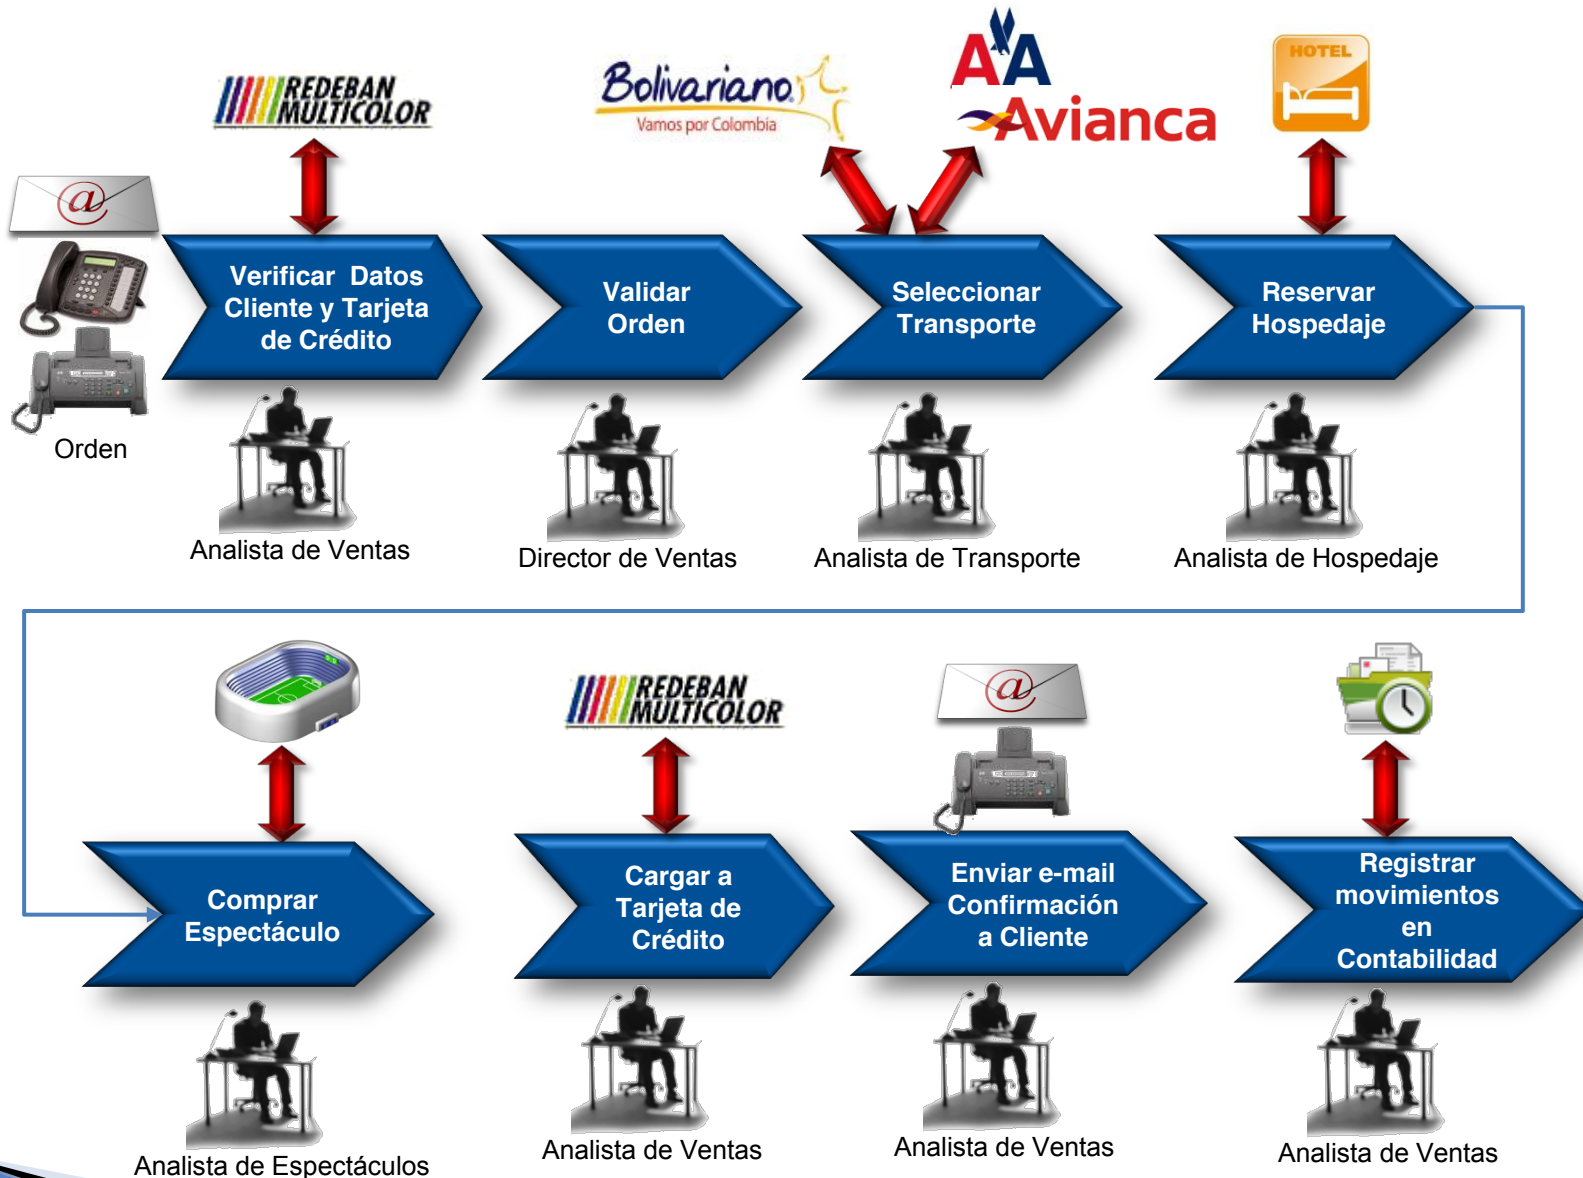 REDEBAN
MULTICOLOR
Bolivariano
Vamos por Colombia
AA
Avianca
HOTEL
@
Verificar Datos
Cliente y Tarjeta
de Crédito
Validar
Orden
Seleccionar
Transporte
Reservar
Hospedaje
Orden
Analista de Ventas
Director de Ventas
Analista de Transporte
Analista de Hospedaje
REDEBAN
MULTICOLOR
@
Comprar
Espectáculo
Cargar a
Tarjeta de
Crédito
Enviar e-mail
Confirmación
a Cliente
Registrar
movimientos
en
Contabilidad
Analista de Espectáculos
Analista de Ventas
Analista de Ventas
Analista de Ventas